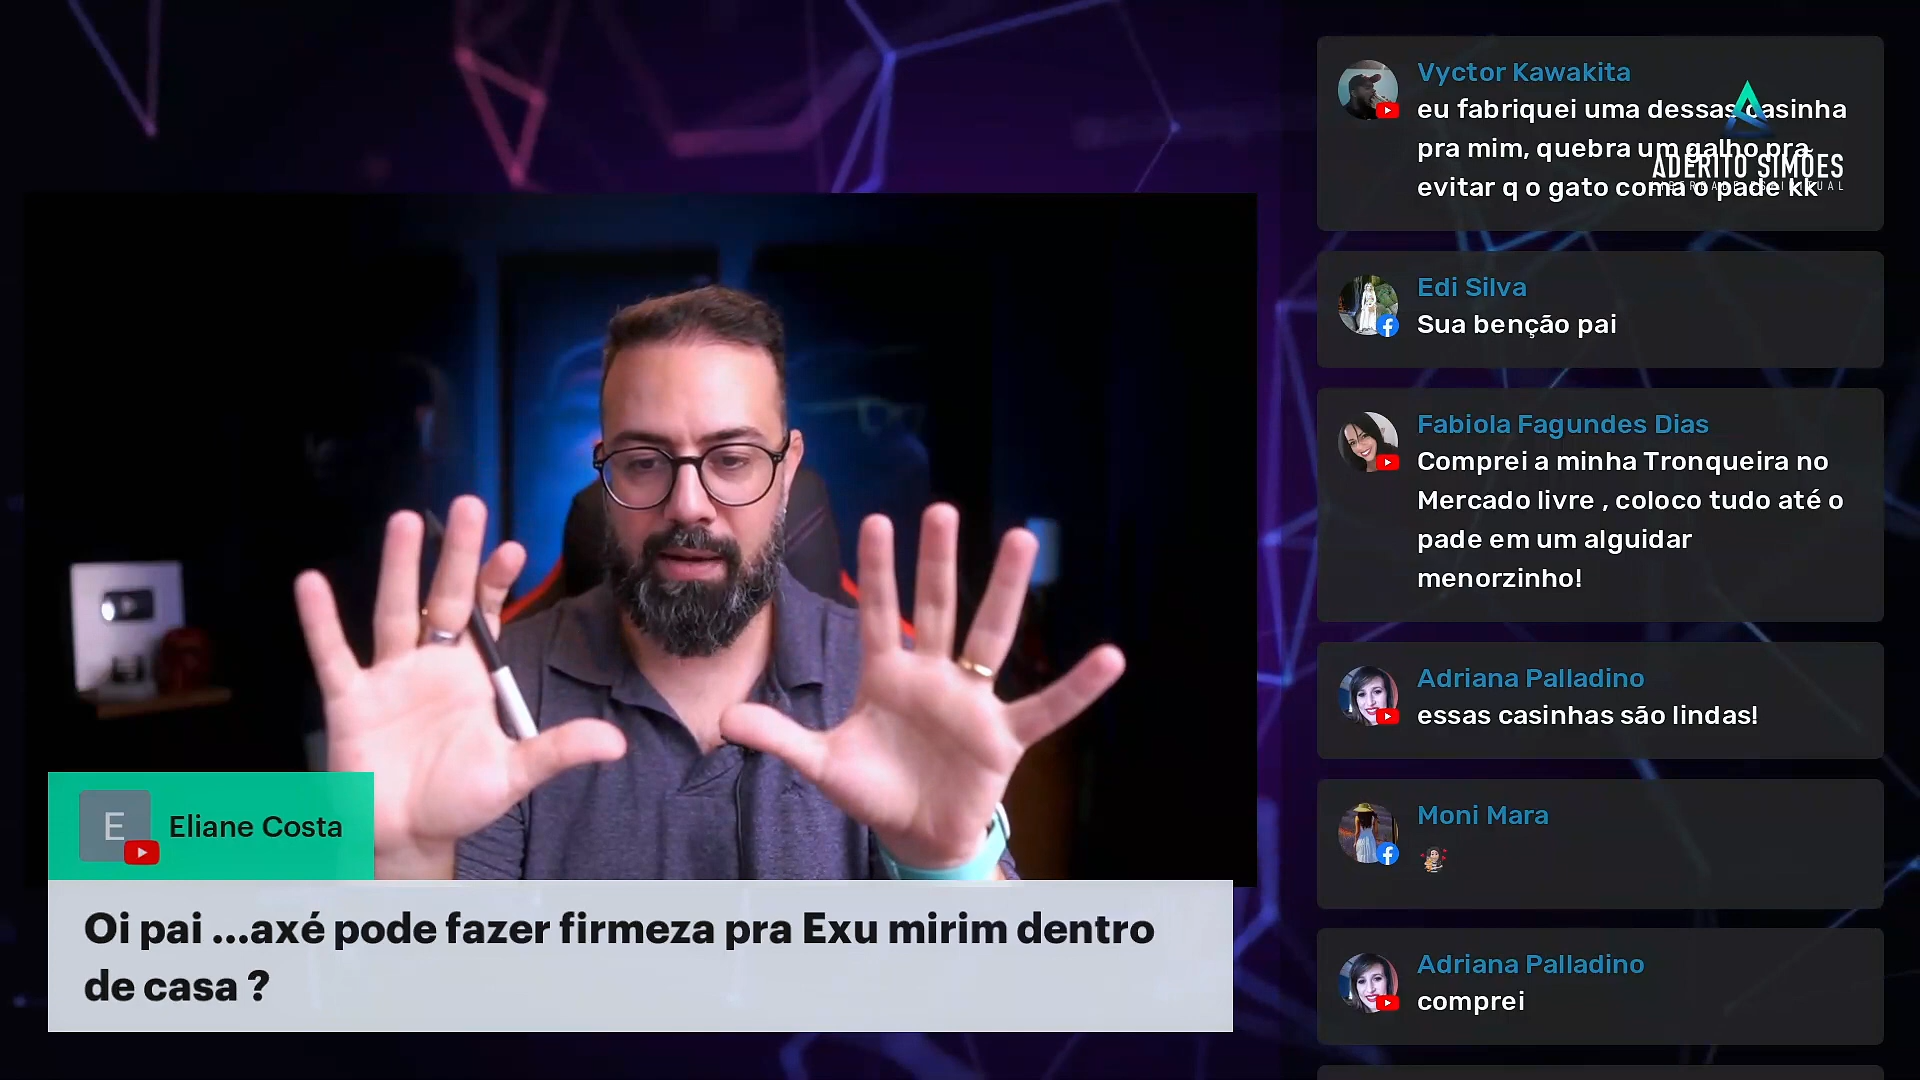 Vyctor Kawakita
eu fabriquei uma dessas casinha
pra mim, quebra um galho pra
evitar q o gato coma o pade kk
ADÉRITO SIMÕES
LIBERDADE ESPIRITUAL
Edi Silva
Sua benção pai
Fabiola Fagundes Dias
Comprei a minha Tronqueira no
Mercado livre , coloco tudo até o
pade em um alguidar
menorzinho!
Adriana Palladino
essas casinhas são lindas!
Moni Mara
Adriana Palladino
comprei
E
Eliane Costa
Oi pai ...axé pode fazer firmeza pra Exu mirim dentro
de casa ?